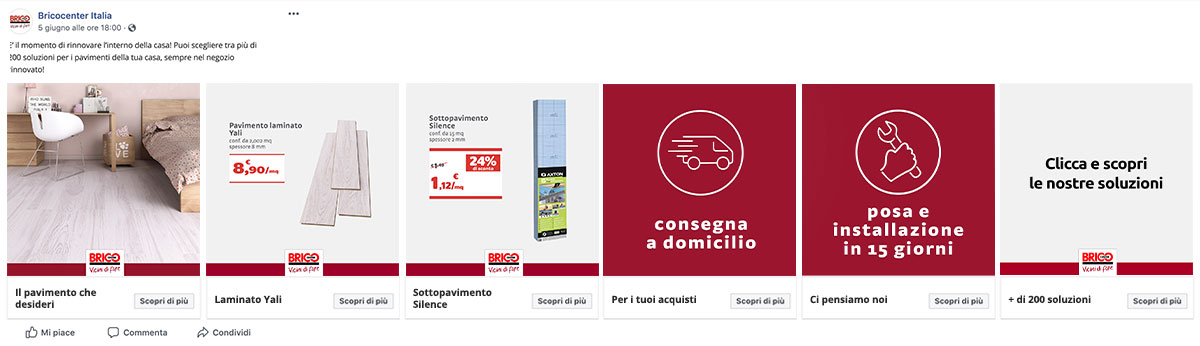 Bricocenter Italia
5 giugno alle ore 18:00 ·
E' il momento di rinnovare l'interno della casa! Puoi scegliere tra più di
200 soluzioni per i pavimenti della tua casa, sempre nel negozio
rinnovato!
BRICO
Vicini di fare
Il pavimento che
desideri
Scopri di più
Pavimento laminato
Yali
conf. da 2,002 mq
spessore 8 mm
8,90/mq
€
BRICO
Vicini di fare
Laminato Yali
Scopri di più
Sottopavimento
Silence
conf. da 15 mq
spessore 2 mm
24%
di sconto
€
1,12/mq
AXTON
BRICO
Vicini di fare
Sottopavimento
Silence
Scopri di più
consegna
a domicilio
Per i tuoi acquisti
Scopri di più
posa e
installazione
in 15 giorni
Ci pensiamo noi
Scopri di più
Clicca e scopri
le nostre soluzioni
BRICO
Vicini di fare
+ di 200 soluzioni
Scopri di più
Mi piace
Commenta
Condividi